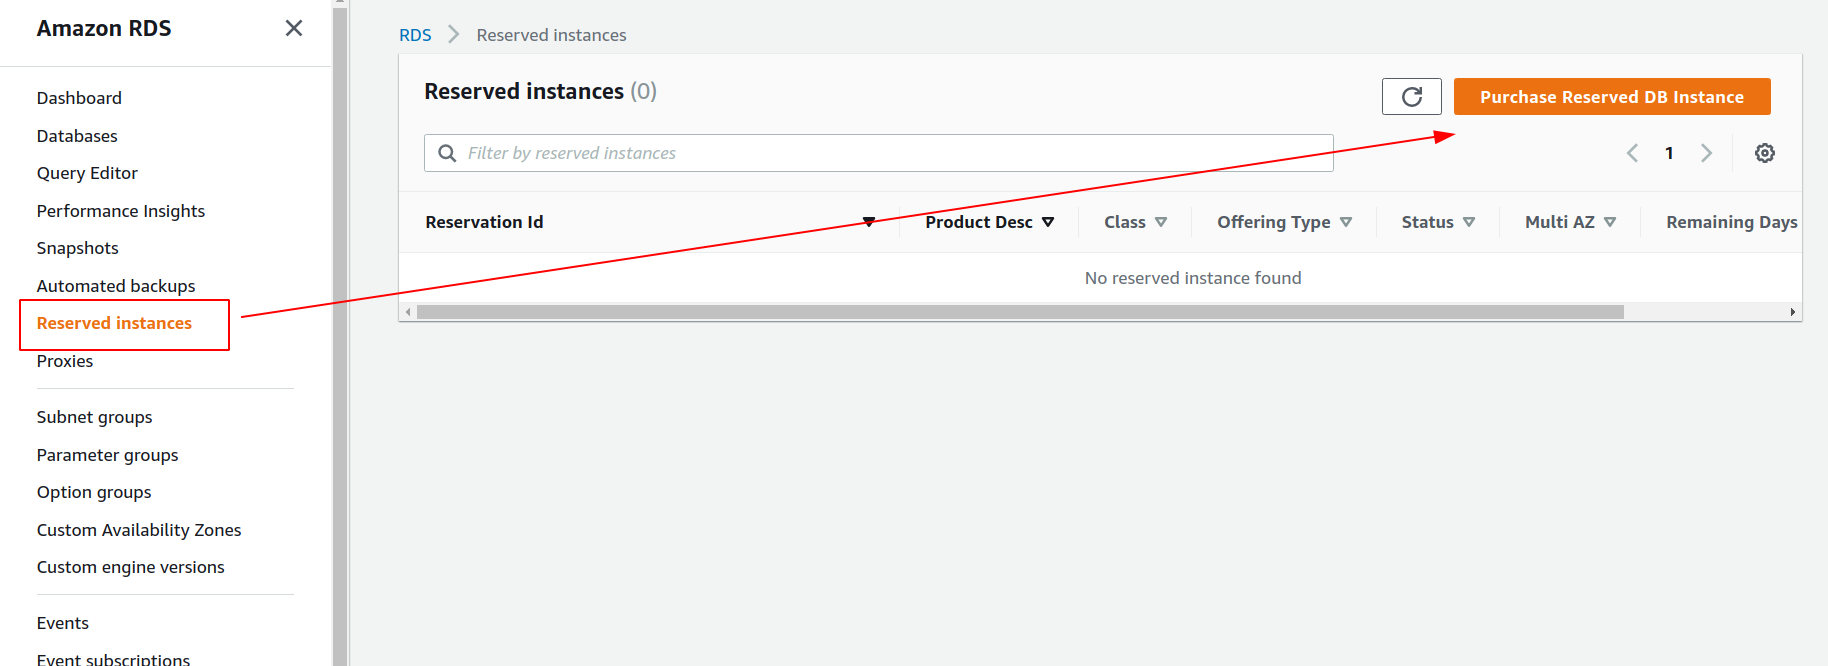 Amazon RDS
Dashboard
Databases
Query Editor
Performance Insights
Snapshots
Automated backups
Reserved instances
Proxies
Subnet groups
Parameter groups
Option groups
Custom Availability Zones
Custom engine versions
Events
Event subscriptions
RDS > Reserved instances
Reserved instances (0)
Purchase Reserved DB Instance
Filter by reserved instances
1
Reservation Id Product Desc Class Offering Type Status Multi AZ Remaining Days
No reserved instance found